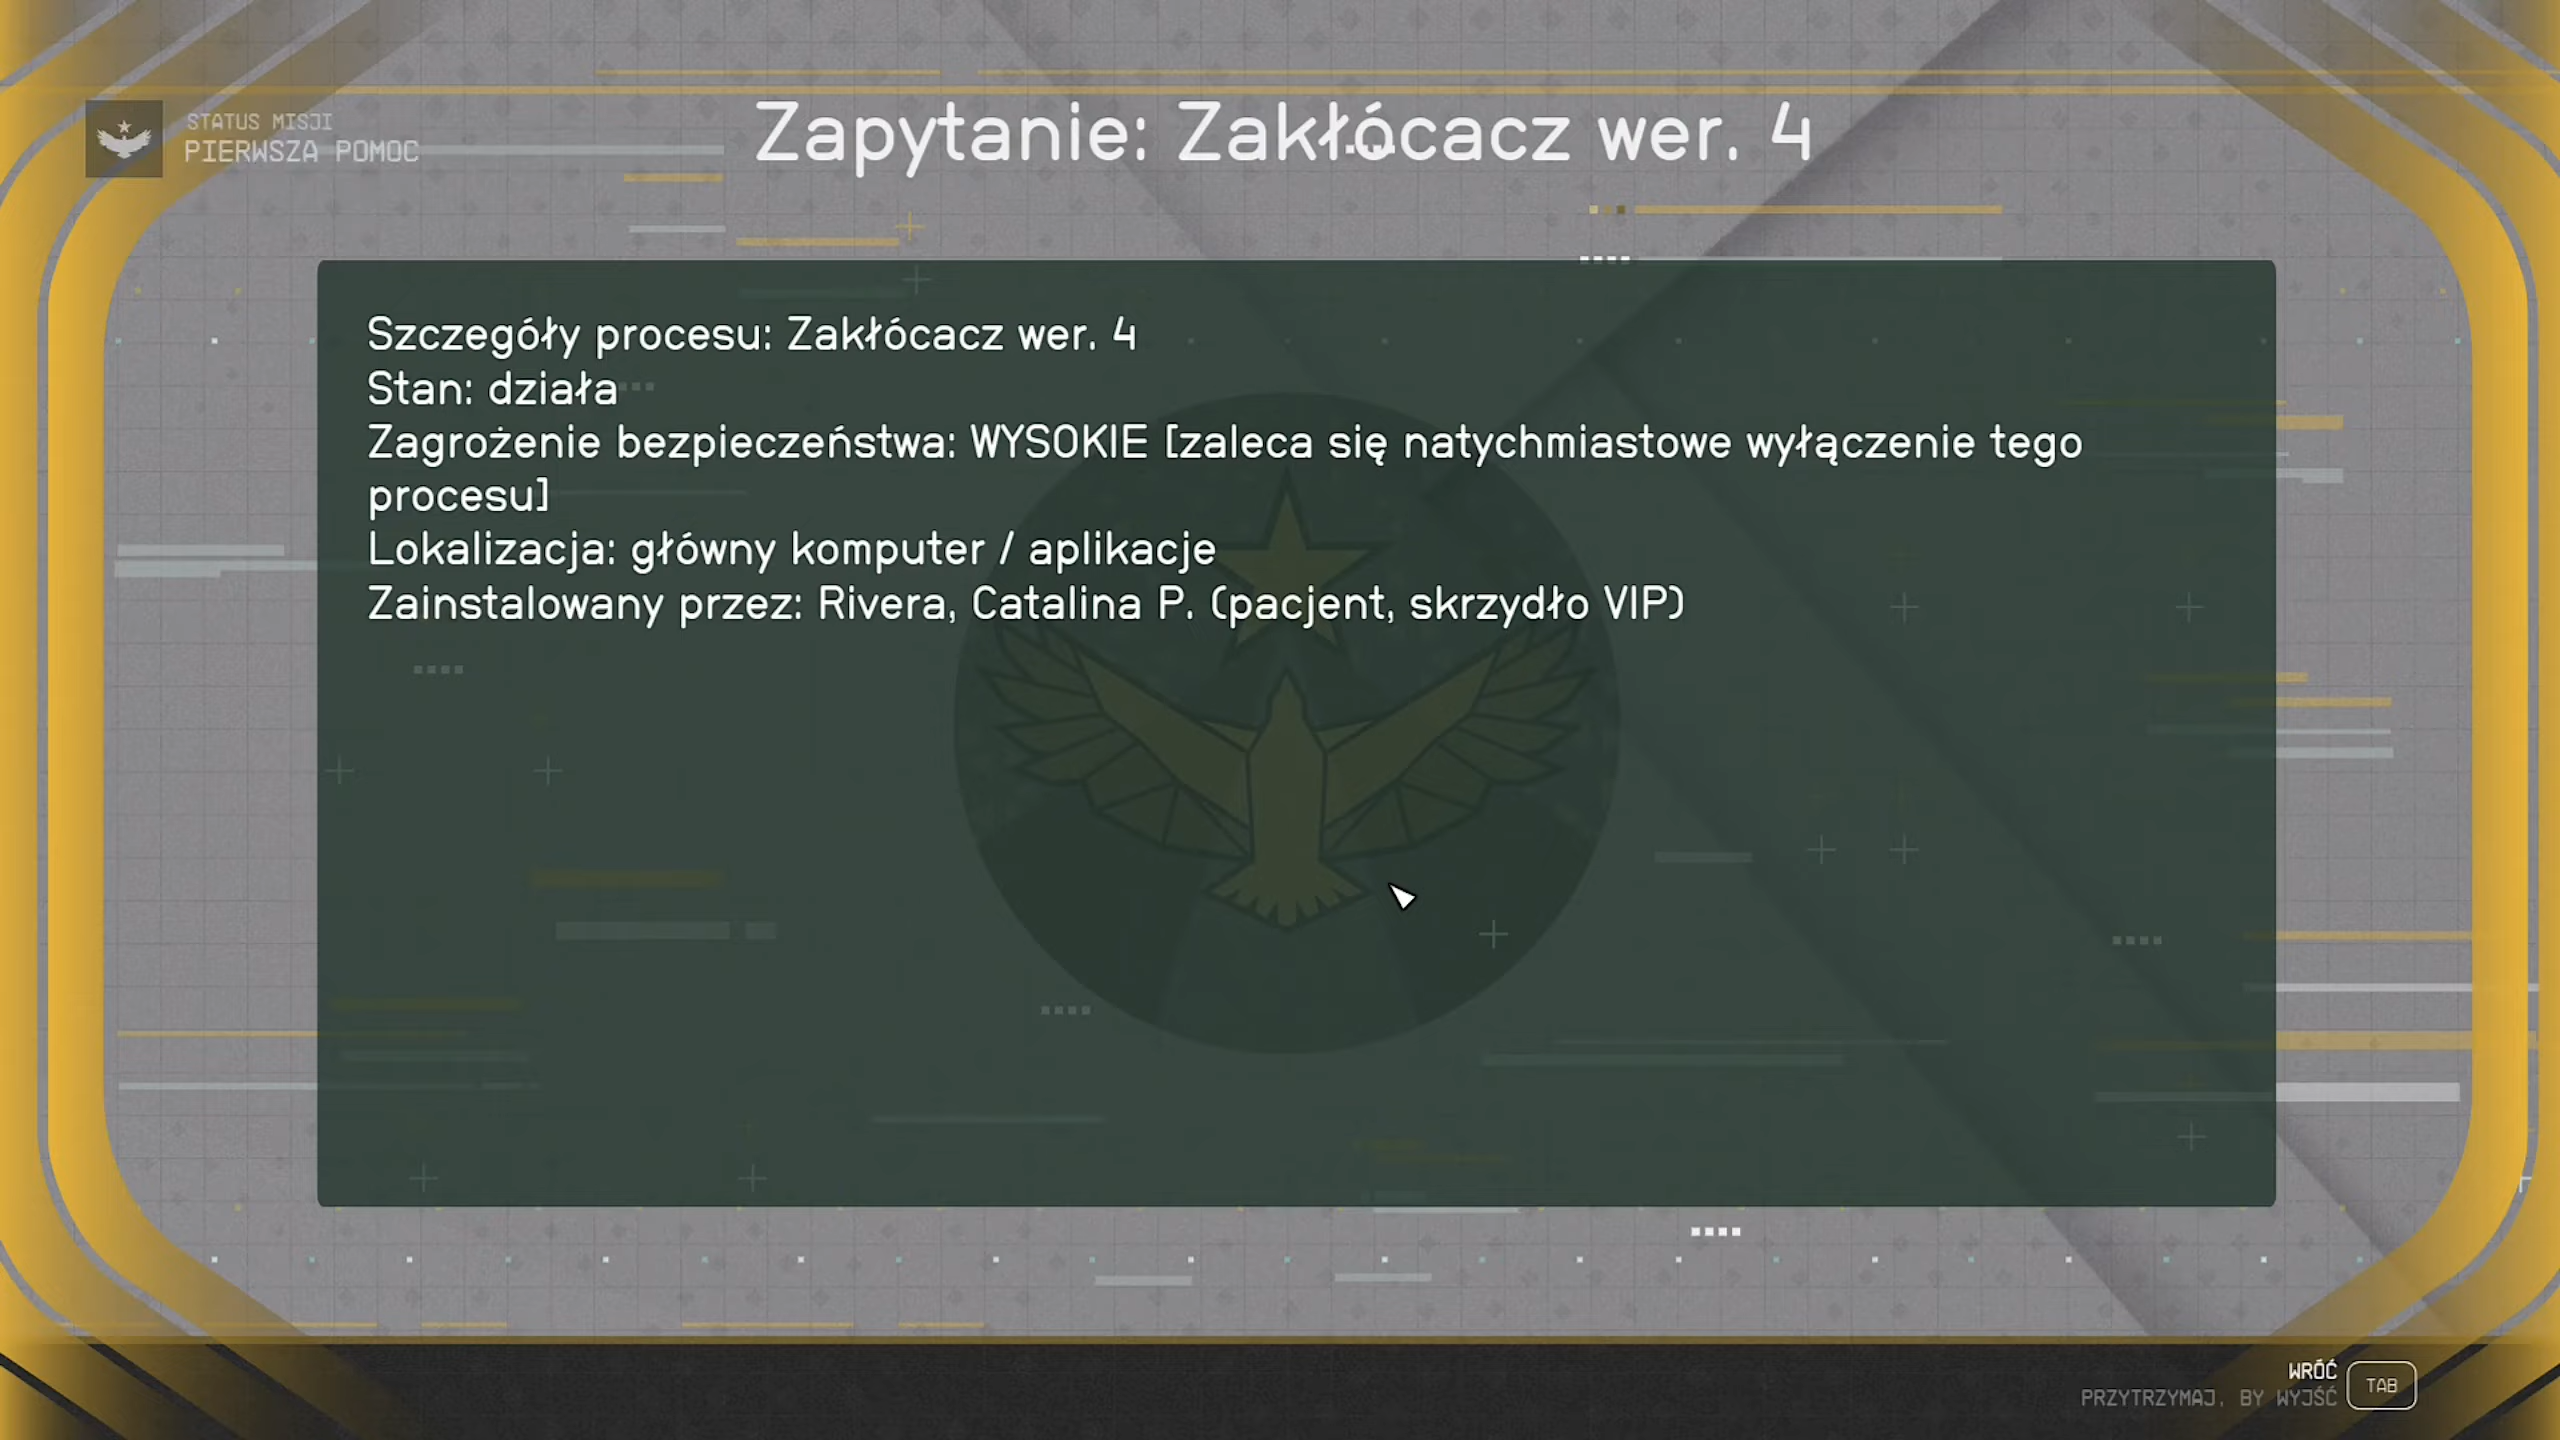 STATUS MISJI
PIERWSZA POMOC
Zapytanie: Zakłócacz wer. 4
Szczegóły procesu: Zakłócacz wer. 4
Stan: działa
Zagrożenie bezpieczeństwa: WYSOKIE [zaleca się natychmiastowe wyłączenie tego
procesu]
Lokalizacja: główny komputer / aplikacje
Zainstalowany przez: Rivera, Catalina P. (pacjent, skrzydło VIP)
WRÓĆ
PRZYTRZYMAJ, BY WYJŚĆ
TAB